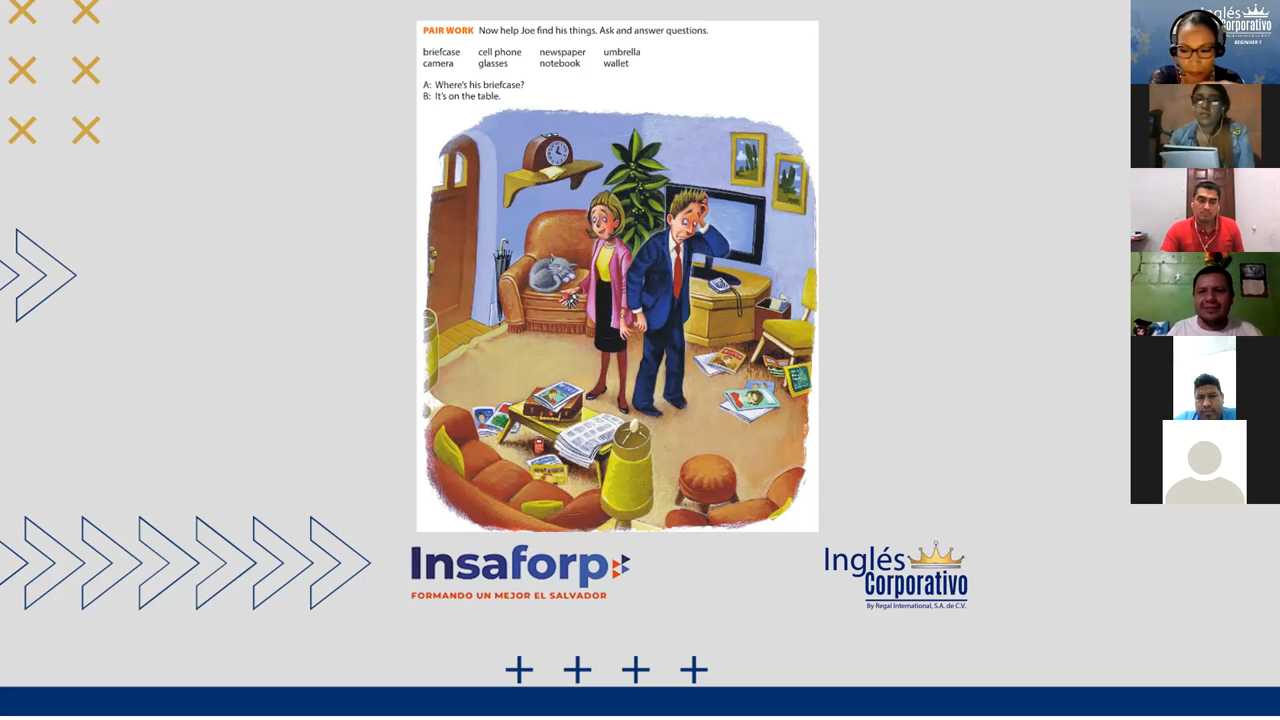 PAIR WORK Now help Joe find his things. Ask and answer questions.
briefcase cell phone newspaper umbrella
camera glasses notebook wallet
A: Where's his briefcase?
B: It's on the table.
Insaforp
FORMANDO UN MEJOR EL SALVADOR
Inglés
Corporativo
By Regal International, S.A. de C.V.
Inglés
Corporativo
BEGINNER 1